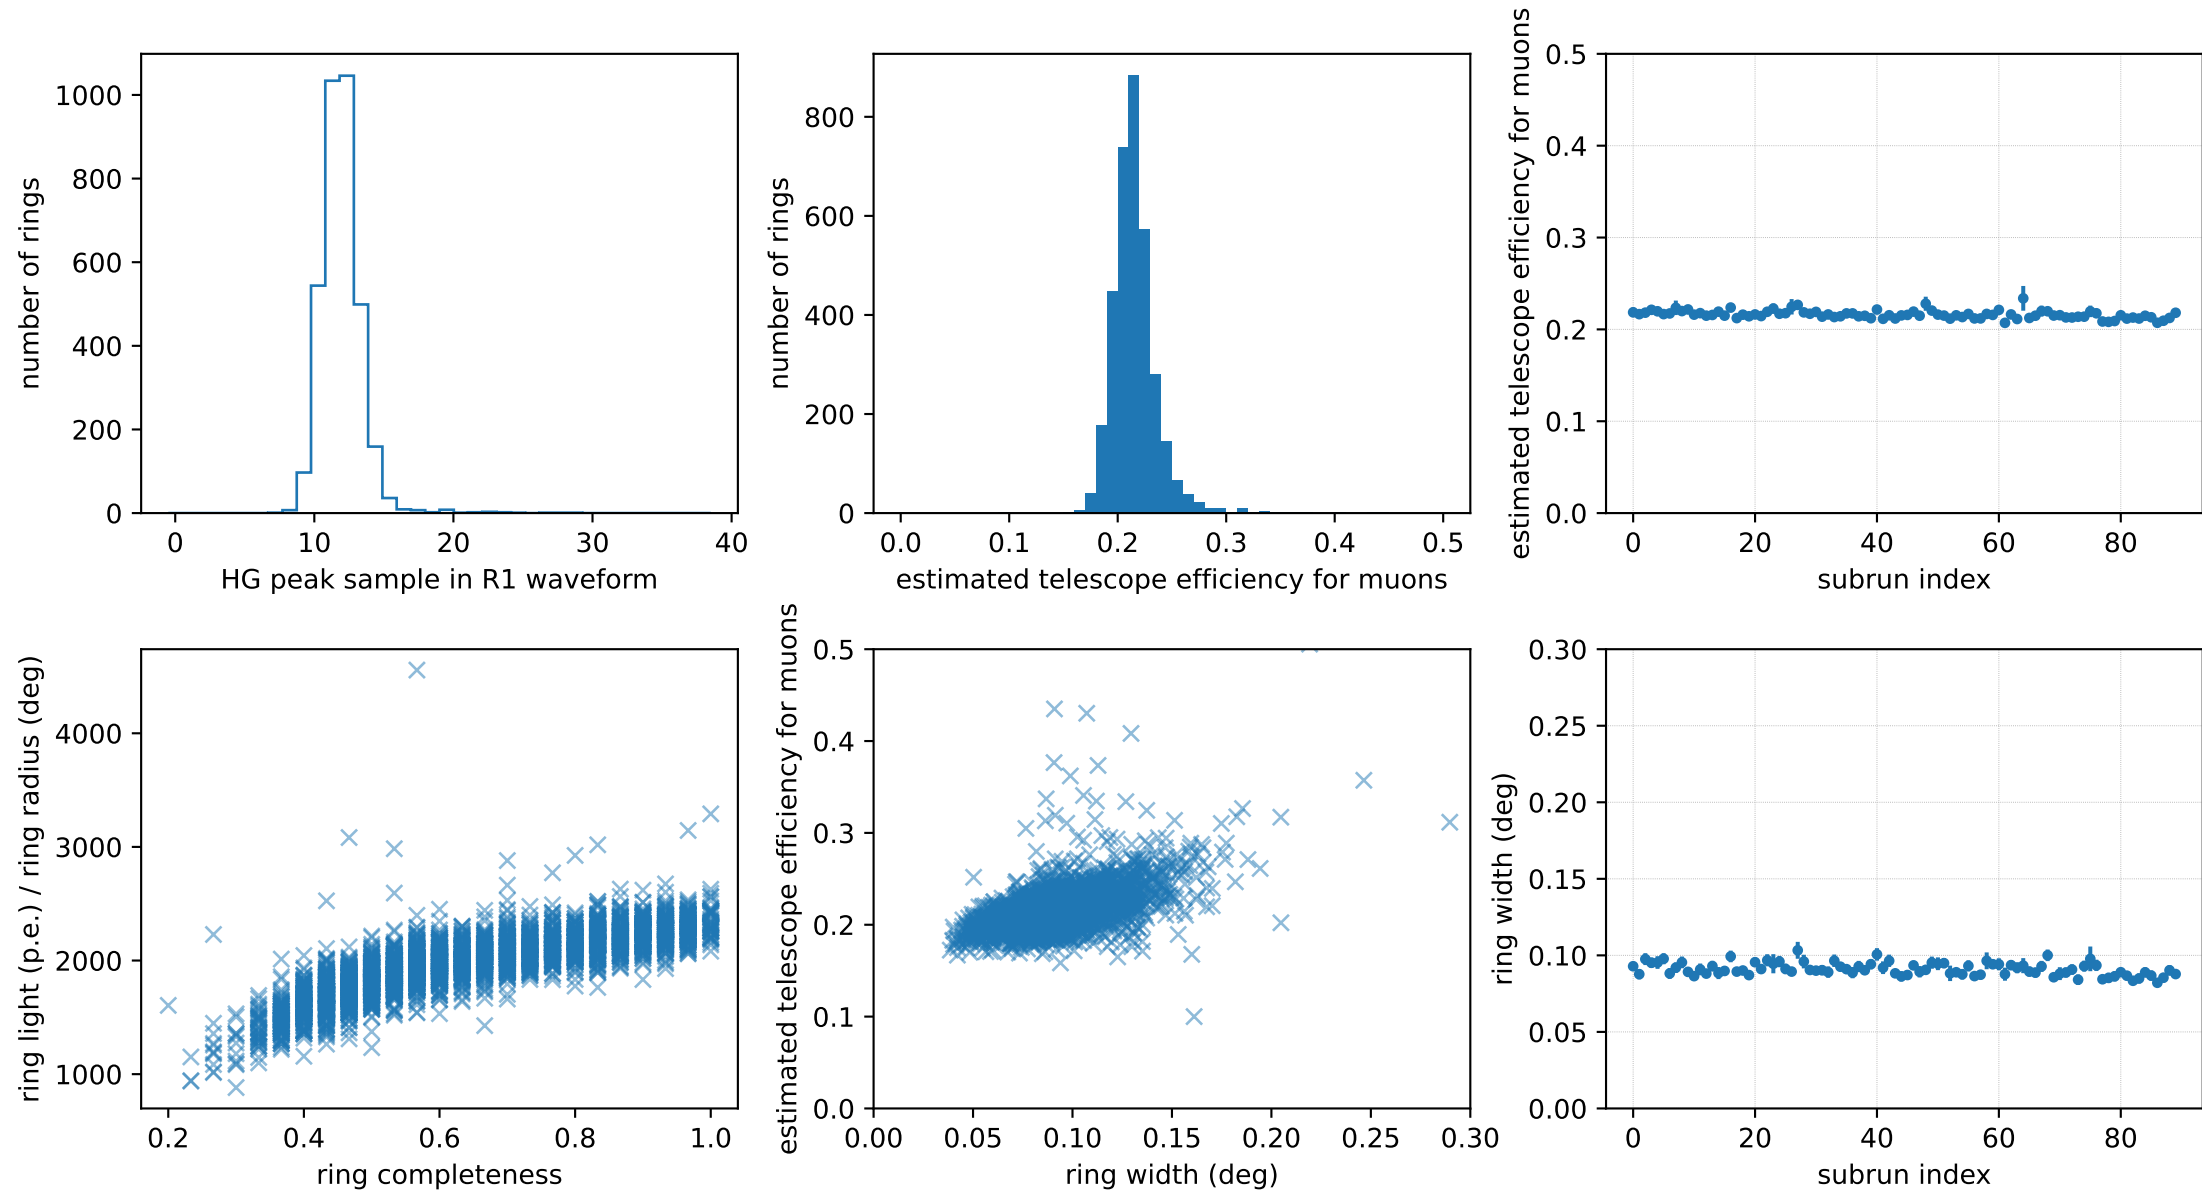 number of rings
1000
800
600
400
200
0
0 10 20 30 40
HG peak sample in R1 waveform
number of rings
800
600
400
200
0
0.0 0.1 0.2 0.3 0.4 0.5
estimated telescope efficiency for muons
estimated telescope efficiency for muons
0.5
0.4
0.3
0.2
0.1
0.0
0 20 40 60 80
subrun index
ring light (p.e.) / ring radius (deg)
4000
3000
2000
1000
0.2 0.4 0.6 0.8 1.0
ring completeness
estimated telescope efficiency for muons
0.5
0.4
0.3
0.2
0.1
0.0
0.00 0.05 0.10 0.15 0.20 0.25 0.30
ring width (deg)
ring width (deg)
0.30
0.25
0.20
0.15
0.10
0.05
0.00
0 20 40 60 80
subrun index